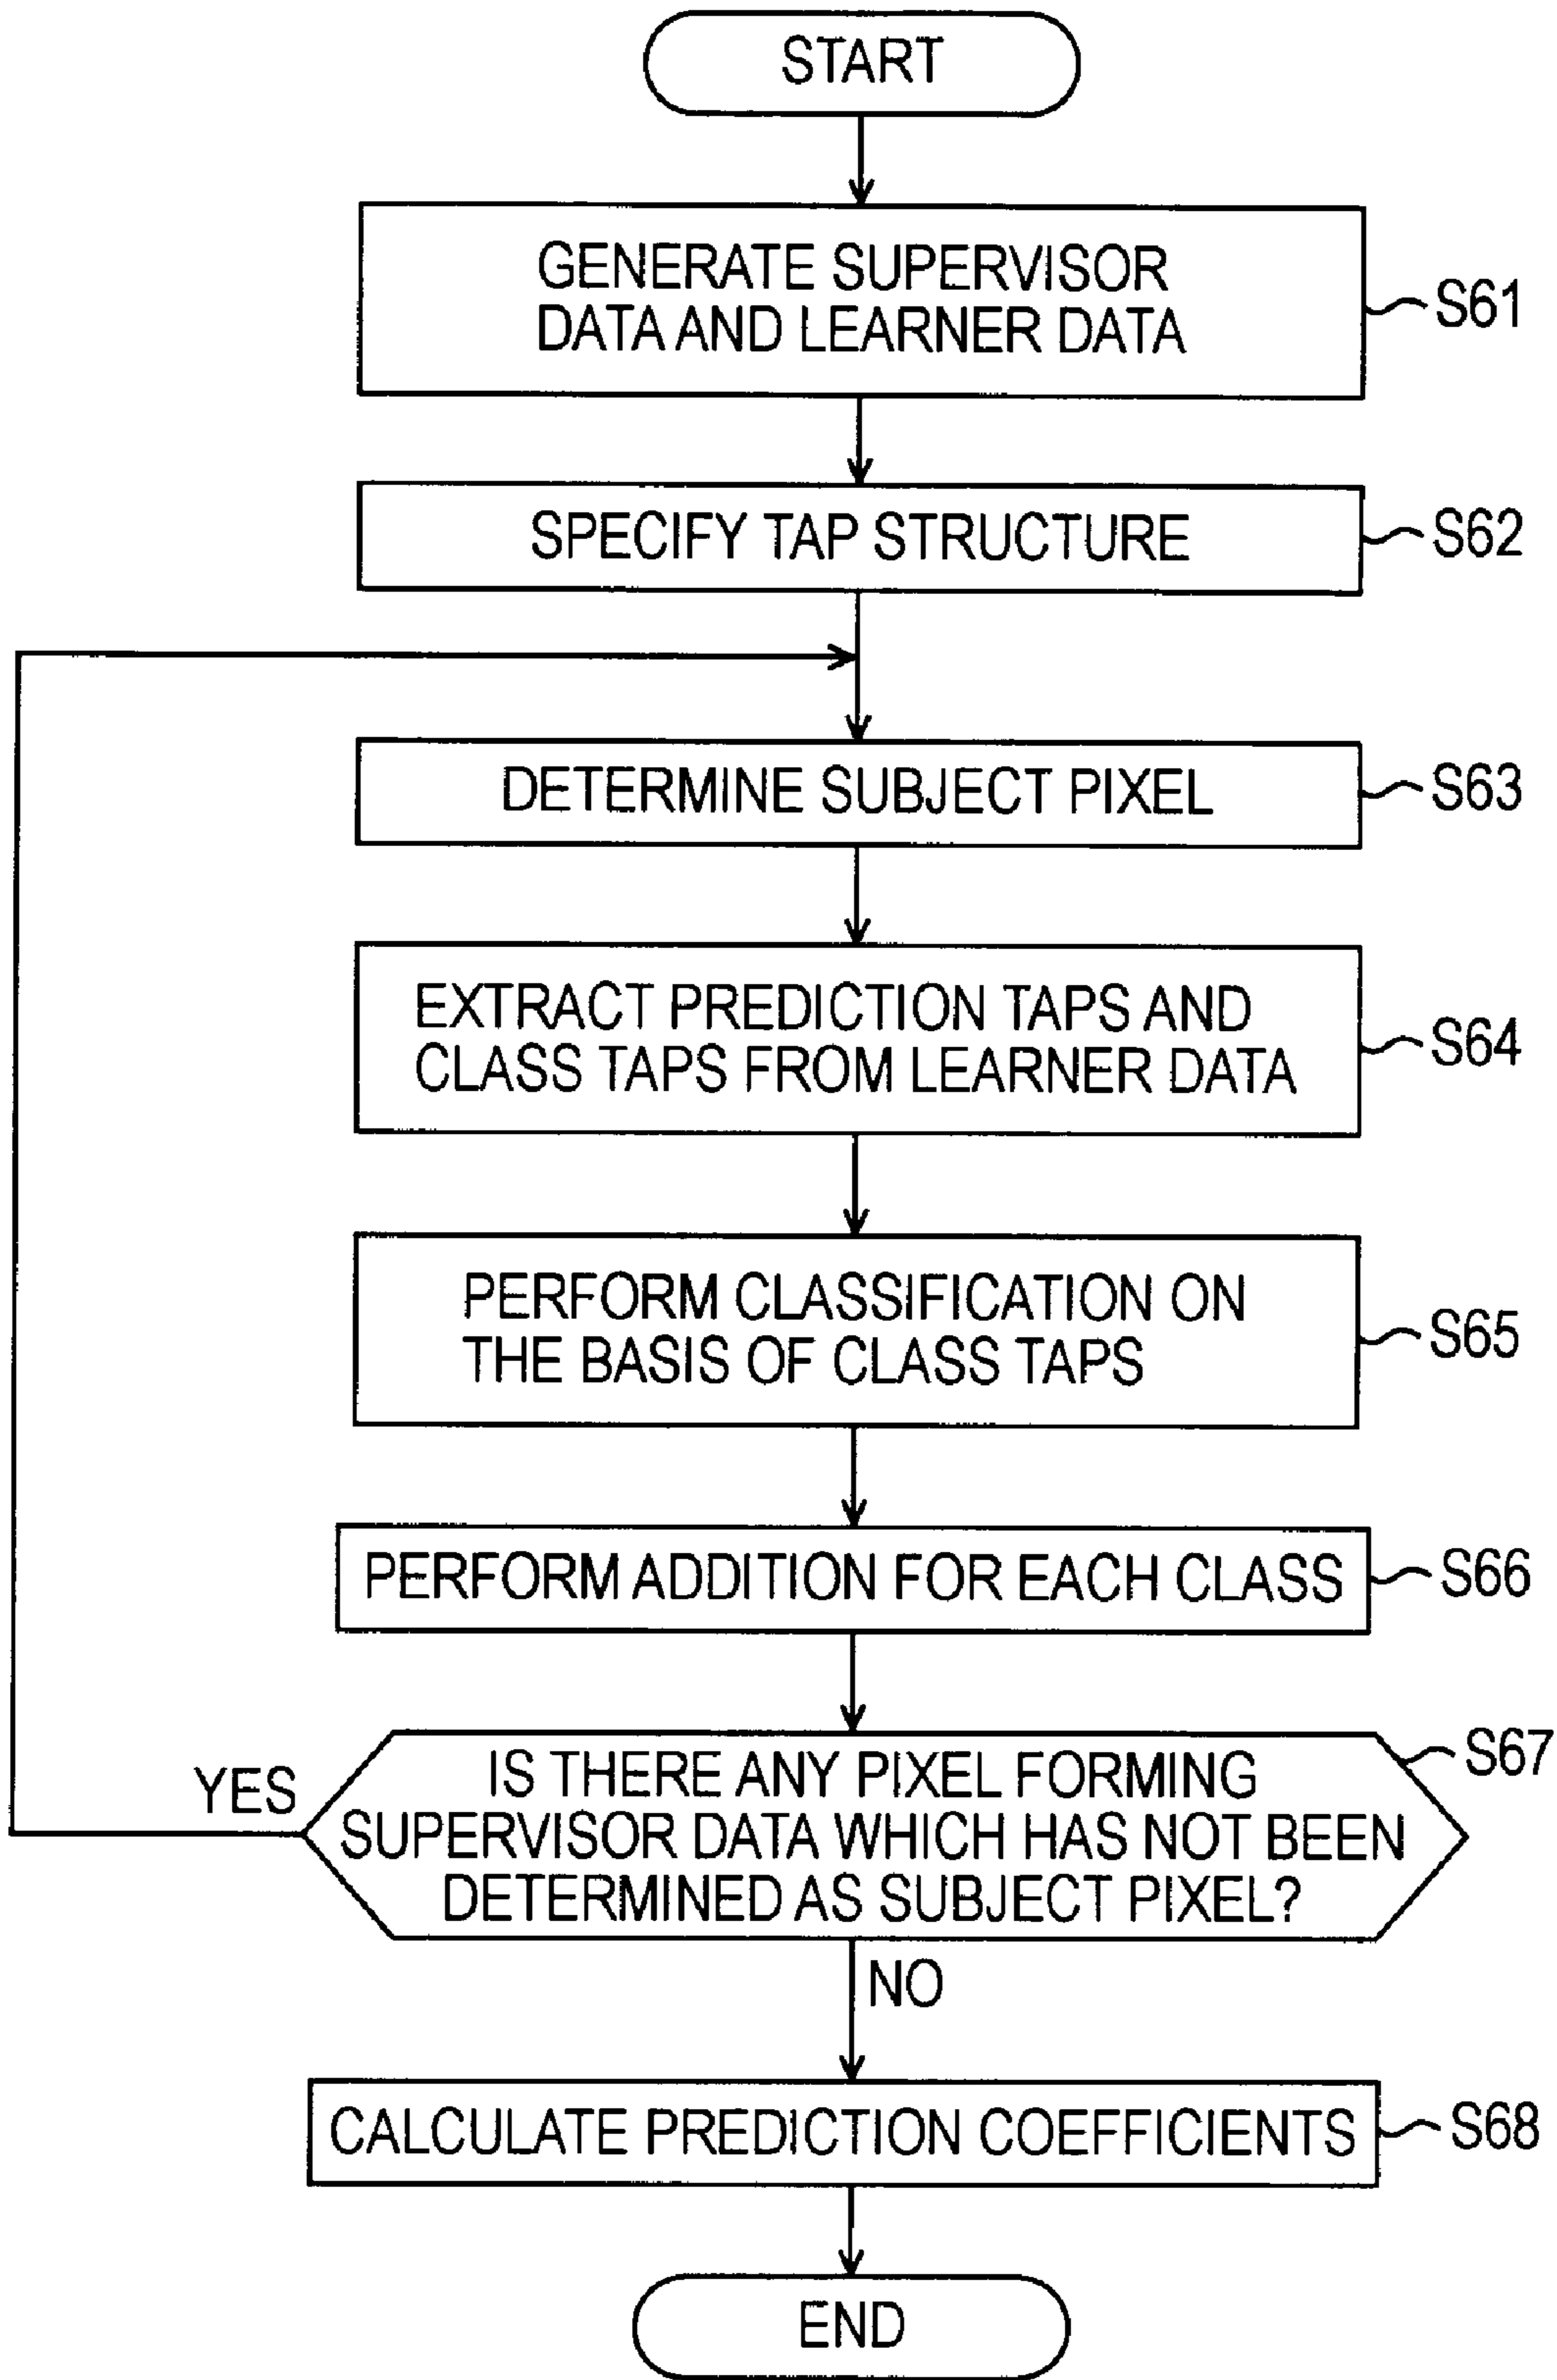 START
GENERATE SUPERVISOR
DATA AND LEARNER DATA
S61
SPECIFY TAP STRUCTURE
S62
DETERMINE SUBJECT PIXEL
S63
EXTRACT PREDICTION TAPS AND
CLASS TAPS FROM LEARNER DATA
S64
PERFORM CLASSIFICATION ON
THE BASIS OF CLASS TAPS
S65
PERFORM ADDITION FOR EACH CLASS
S66
IS THERE ANY PIXEL FORMING
SUPERVISOR DATA WHICH HAS NOT BEEN
DETERMINED AS SUBJECT PIXEL?
S67
YES
NO
CALCULATE PREDICTION COEFFICIENTS
S68
END